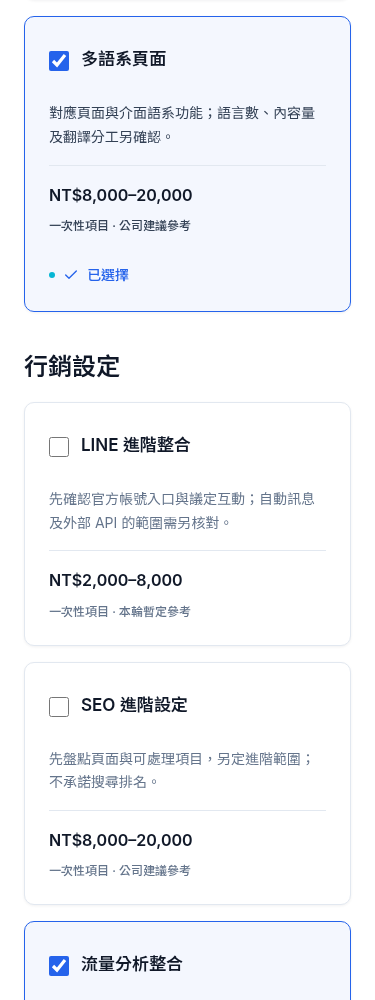 多語系頁面
對應頁面與介面語系功能；語言數、內容量
及翻譯分工另確認。
NT$8,000–20,000
一次性項目 · 公司建議參考
已選擇
行銷設定
LINE 進階整合
先確認官方帳號入口與議定互動；自動訊息
及外部 API 的範圍需另核對。
NT$2,000–8,000
一次性項目 · 本輪暫定參考
SEO 進階設定
先盤點頁面與可處理項目，另定進階範圍；
不承諾搜尋排名。
NT$8,000–20,000
一次性項目 · 公司建議參考
流量分析整合